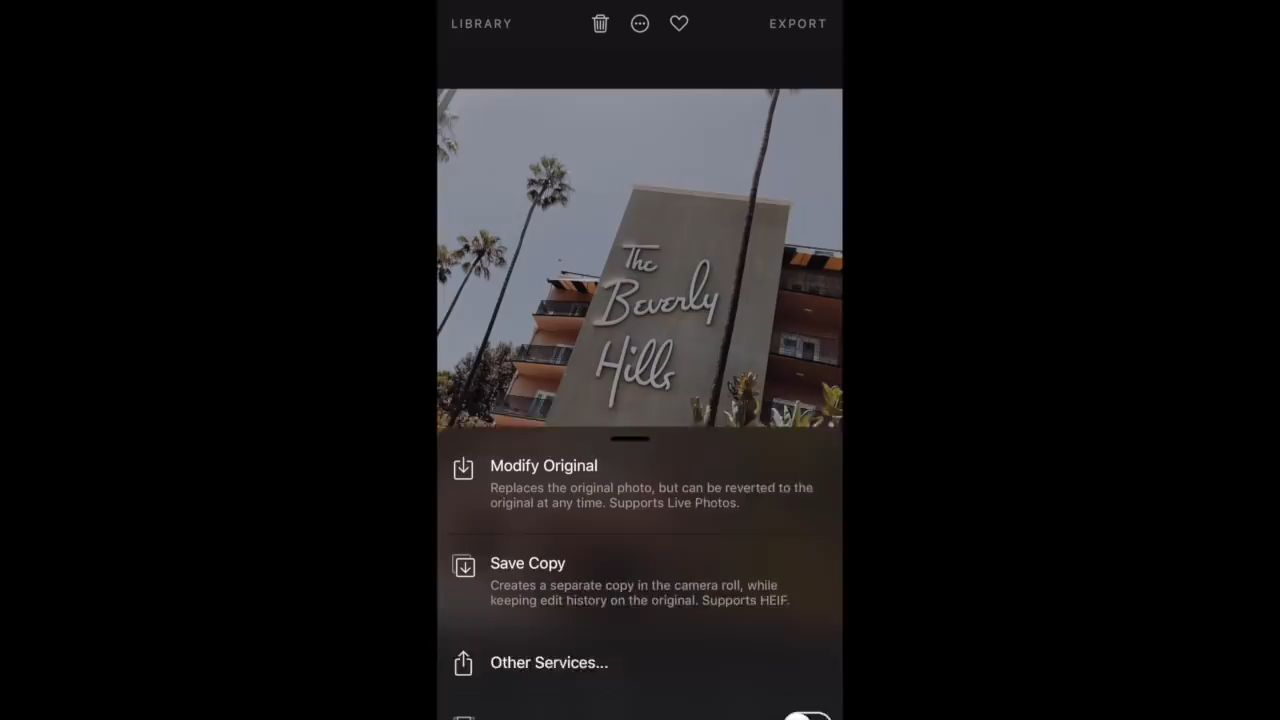 LIBRARY
EXPORT
The
Beverly
Hills
Modify Original
Replaces the original photo, but can be reverted to the
original at any time. Supports Live Photos.
Save Copy
Creates a separate copy in the camera roll, while
keeping edit history on the original. Supports HEIF.
Other Services...